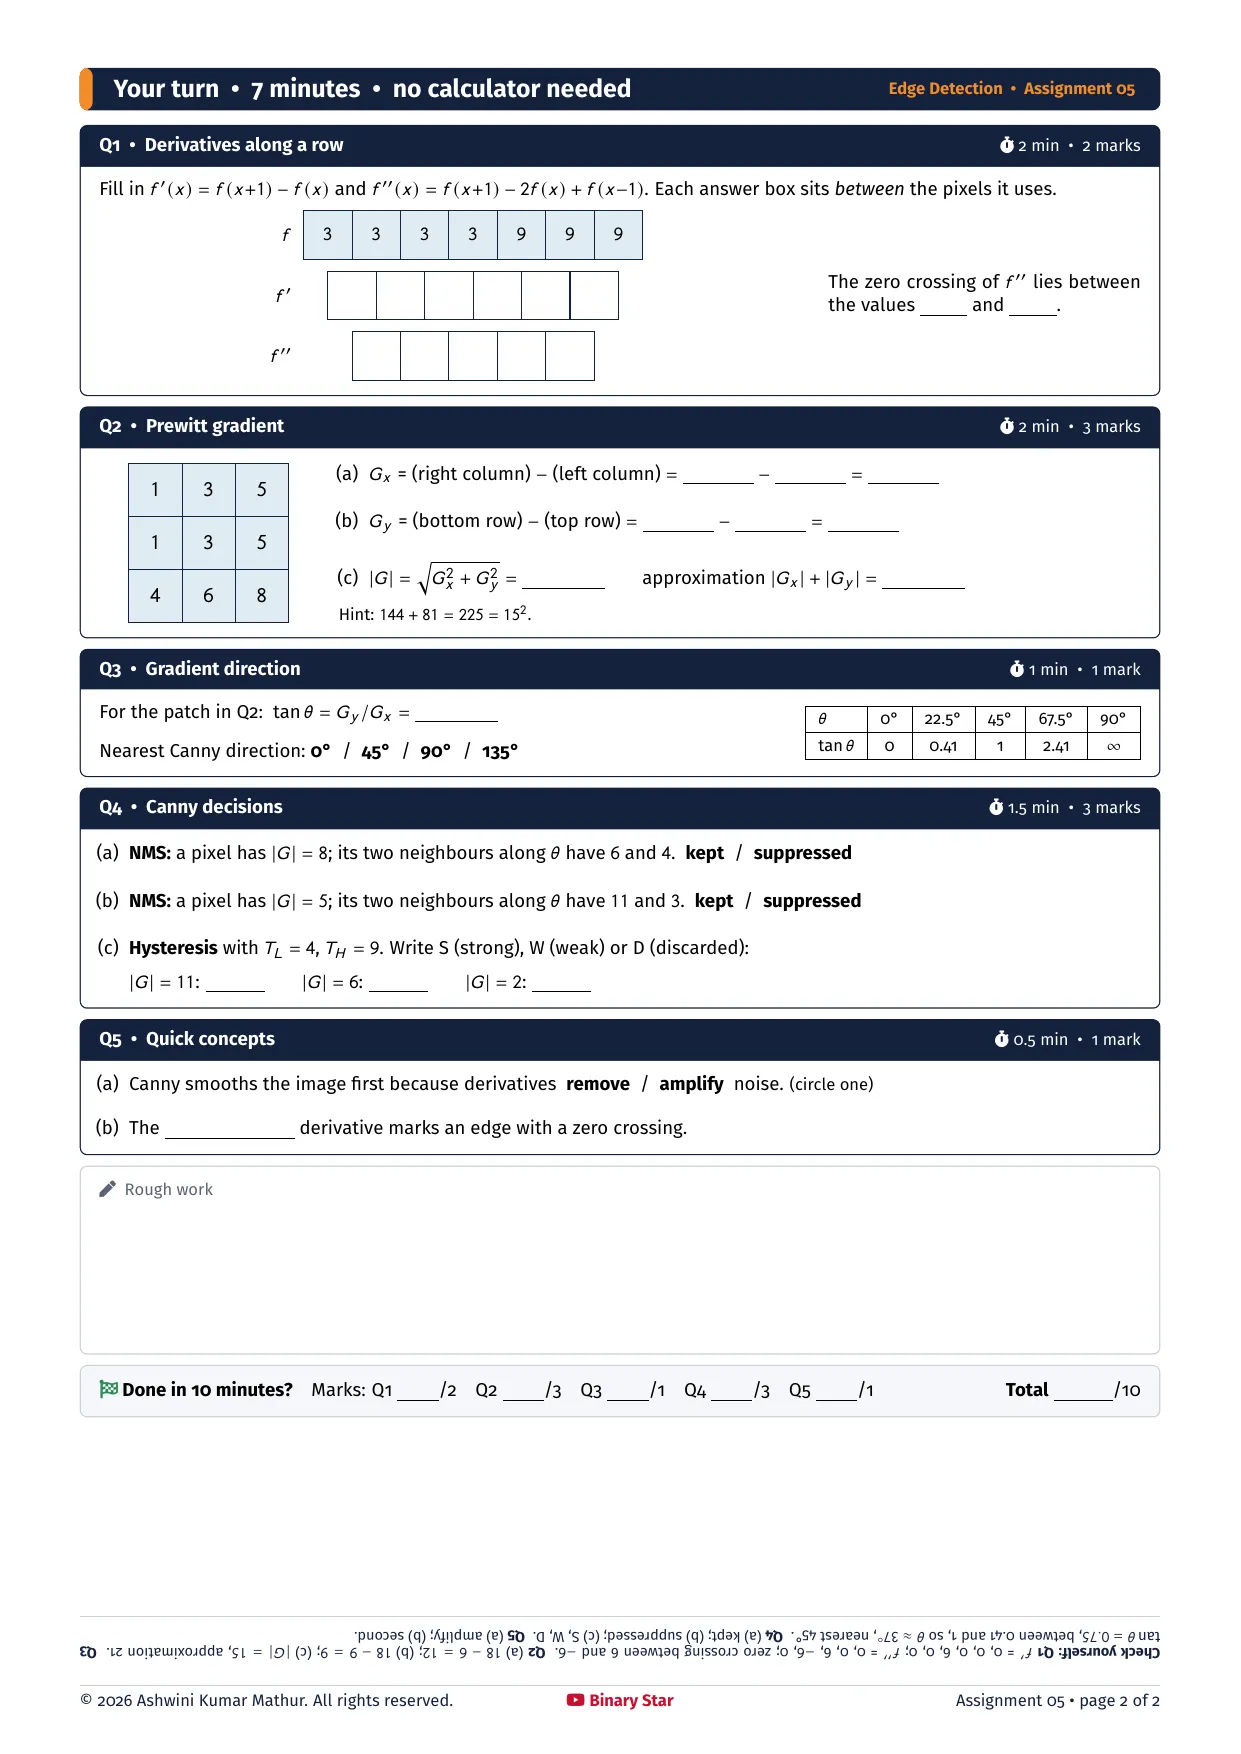 Your turn • 7 minutes • no calculator needed
Edge Detection • Assignment 05
Q1 • Derivatives along a row
2 min • 2 marks
Fill in f′(x) = f(x+1) − f(x) and f′′(x) = f(x+1) − 2f(x) + f(x−1). Each answer box sits between the pixels it uses.
f 3 3 3 3 9 9 9
f′
f′′
The zero crossing of f′′ lies between
the values _____ and _____.
Q2 • Prewitt gradient
2 min • 3 marks
1 3 5
1 3 5
4 6 8
(a) Gx = (right column) − (left column) = _____ − _____ = _____
(b) Gy = (bottom row) − (top row) = _____ − _____ = _____
(c) |G| = √(Gx² + Gy²) = _____ approximation |Gx| + |Gy| = _____
Hint: 144 + 81 = 225 = 15².
Q3 • Gradient direction
1 min • 1 mark
For the patch in Q2: tan θ = Gy/Gx = _____
Nearest Canny direction: 0° / 45° / 90° / 135°
θ 0° 22.5° 45° 67.5° 90°
tan θ 0 0.41 1 2.41 ∞
Q4 • Canny decisions
1.5 min • 3 marks
(a) NMS: a pixel has |G| = 8; its two neighbours along θ have 6 and 4. kept / suppressed
(b) NMS: a pixel has |G| = 5; its two neighbours along θ have 11 and 3. kept / suppressed
(c) Hysteresis with TL = 4, TH = 9. Write S (strong), W (weak) or D (discarded):
|G| = 11: _____ |G| = 6: _____ |G| = 2: _____
Q5 • Quick concepts
0.5 min • 1 mark
(a) Canny smooths the image first because derivatives remove / amplify noise. (circle one)
(b) The _____ derivative marks an edge with a zero crossing.
Rough work
Done in 10 minutes? Marks: Q1 ____/2 Q2 ____/3 Q3 ____/1 Q4 ____/3 Q5 ____/1 Total _____/10
Check yourself: Q1 f′ = 0, 0, 0, 6, 0, 0; f′′ = 0, 0, 6, −6, 0; zero crossing between 6 and −6. Q2 (a) 18 − 6 = 12; (b) 18 − 9 = 9; (c) |G| = 15, approximation 21. Q3
tan θ = 0.75, between 0.41 and 1, so θ ≈ 37°, nearest 45°. Q4 (a) kept; (b) suppressed; (c) S, W, D. Q5 (a) amplify; (b) second.
© 2026 Ashwini Kumar Mathur. All rights reserved.
Binary Star
Assignment 05 • page 2 of 2